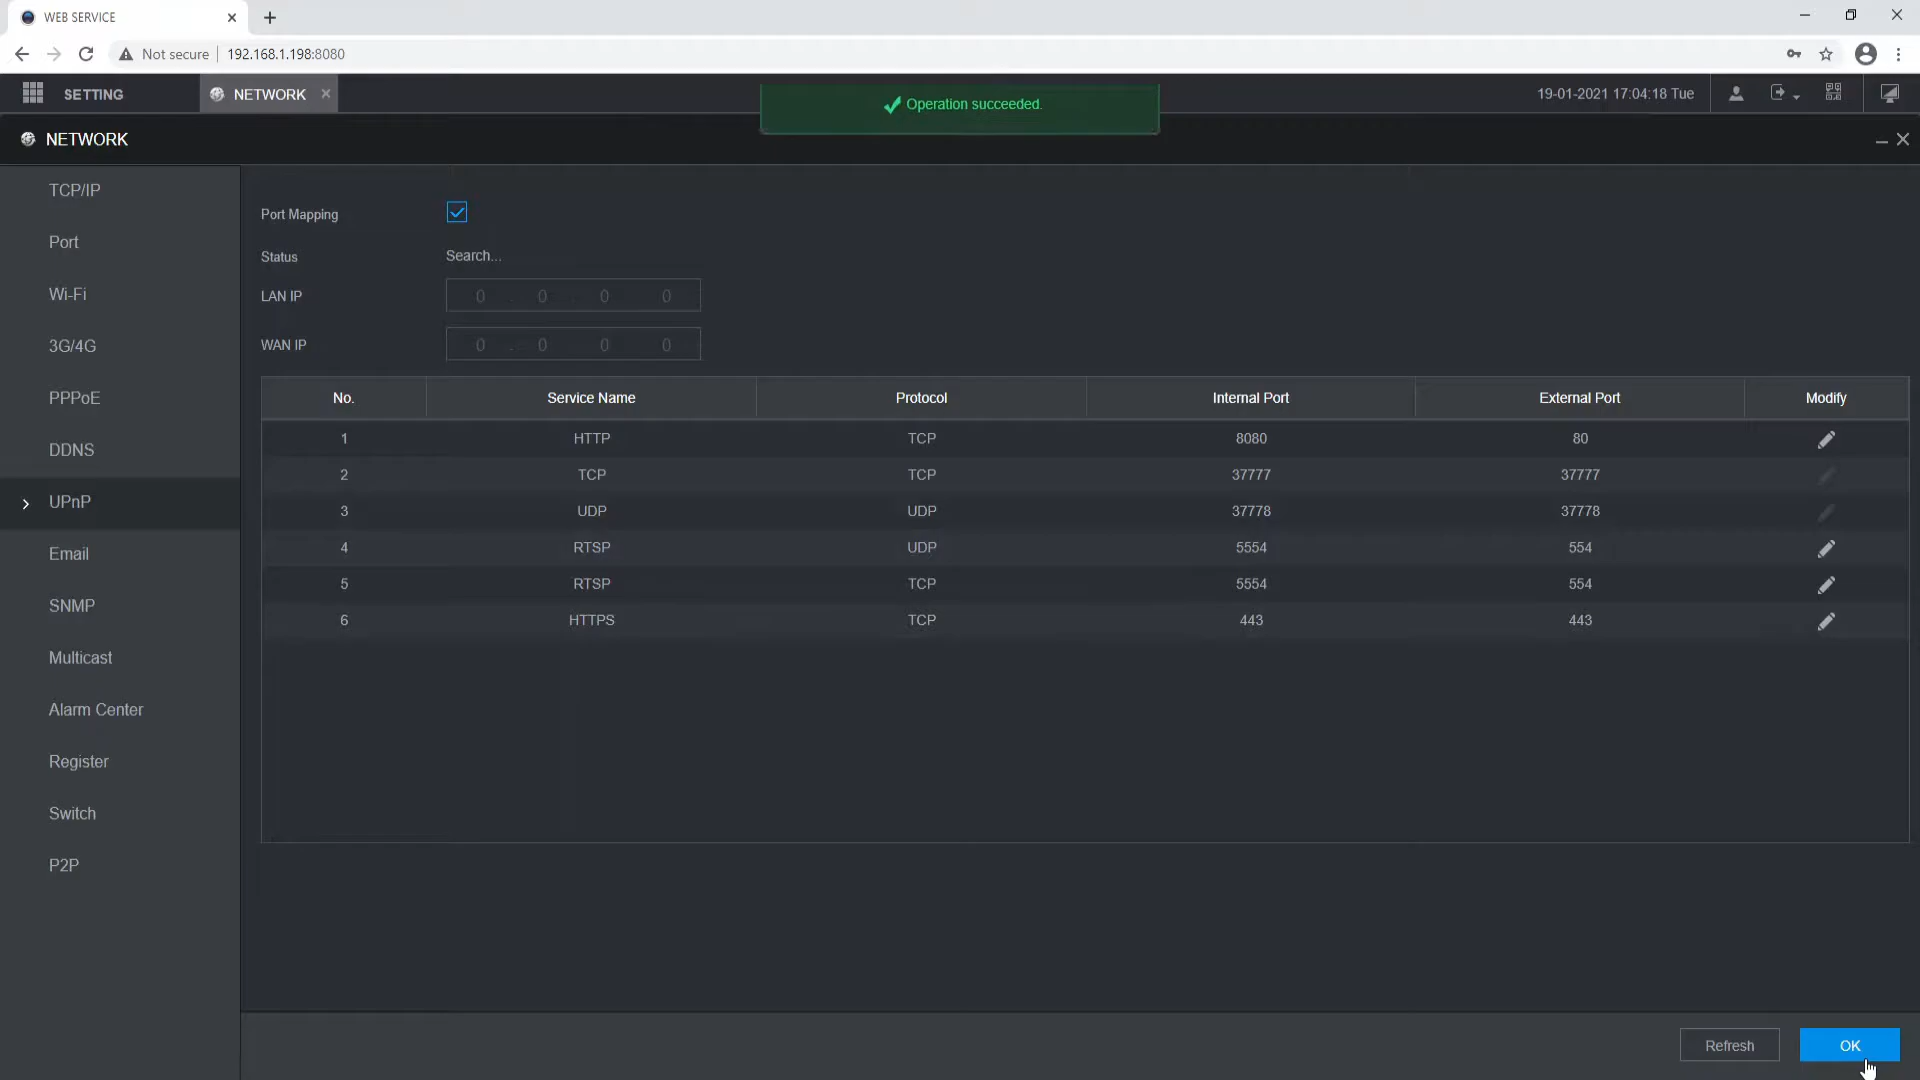 WEB SERVICE
Not secure
192.168.1.198:8080
SETTING
NETWORK
Operation succeeded.
19-01-2021 17:04:18 Tue
NETWORK
TCP/IP
Port
Wi-Fi
3G/4G
PPPoE
DDNS
UPnP
Email
SNMP
Multicast
Alarm Center
Register
Switch
P2P
Port Mapping
Status Search...
LAN IP 0 . 0 . 0 . 0
WAN IP 0 . 0 . 0 . 0
No. Service Name Protocol Internal Port External Port Modify
1 HTTP TCP 8080 80
2 TCP TCP 37777 37777
3 UDP UDP 37778 37778
4 RTSP UDP 5554 554
5 RTSP TCP 5554 554
6 HTTPS TCP 443 443
Refresh OK